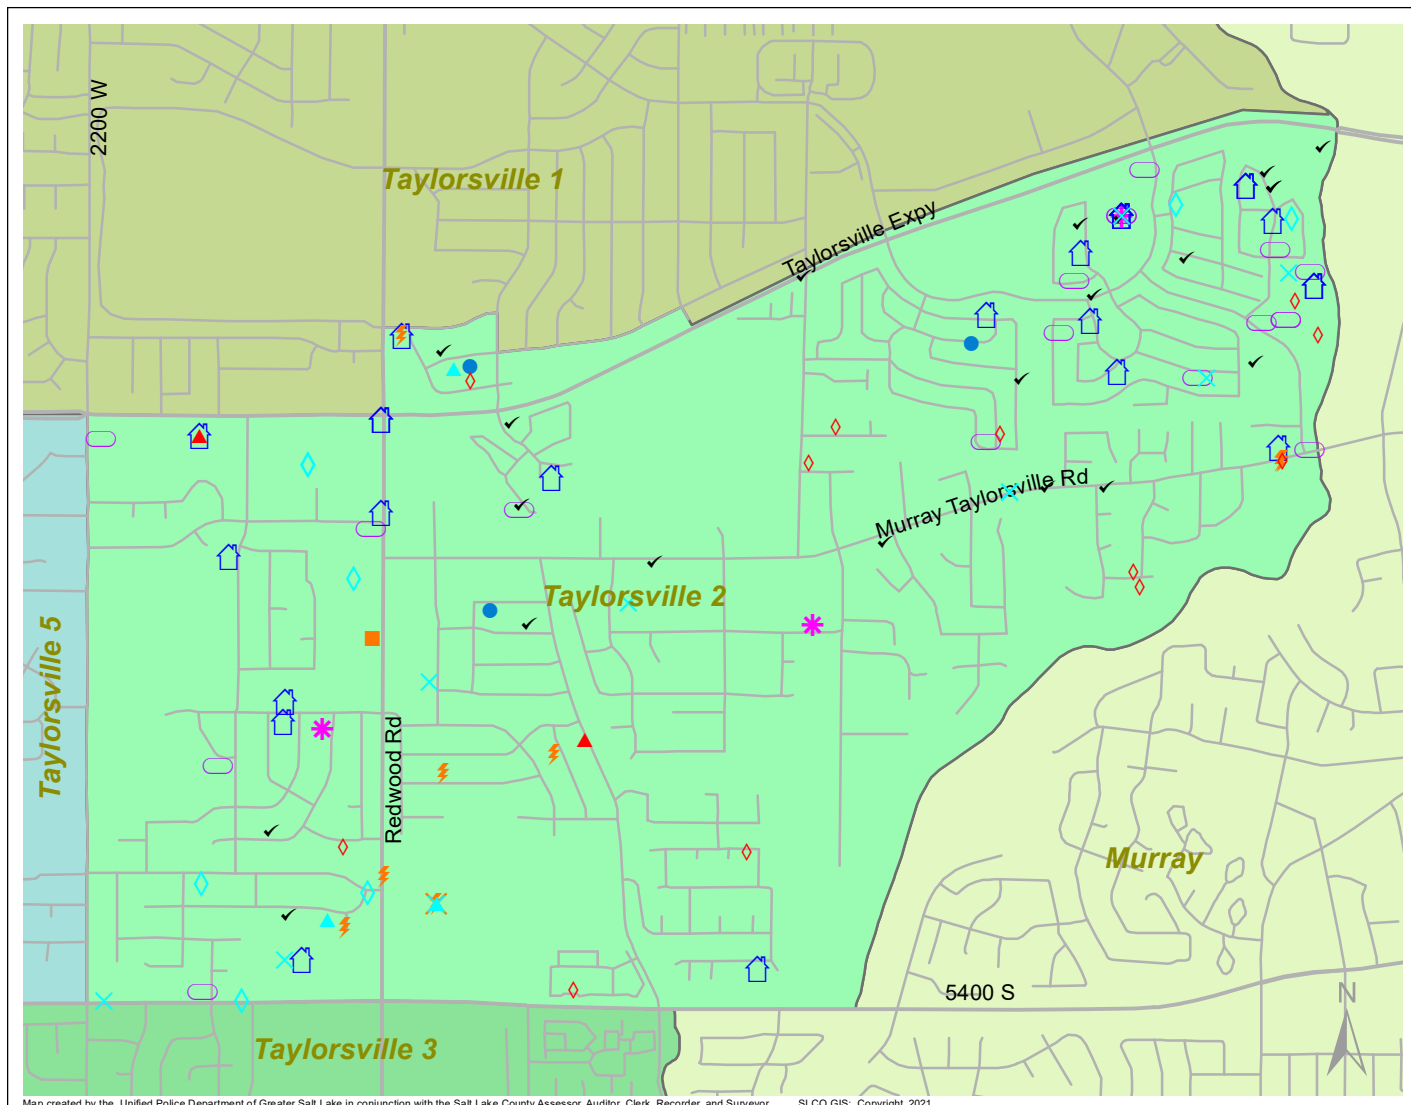 2200 W
Taylorsville 1
Taylorsville Expy
Murray Taylorsville Rd
Taylorsville 2
Taylorsville 5
Redwood Rd
Murray
5400 S
N
Taylorsville 3
Map created by the Unified Police Department of Greater Salt Lake in conjunction with the Salt Lake County Assessor, Auditor, Clerk, Recorder, and Surveyor. SLCO GIS: Copyright 2021